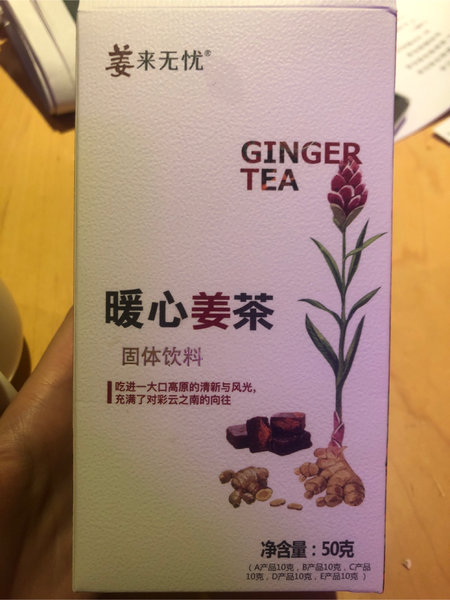 姜来无忧®
GINGER
TEA
暖心姜茶
固体饮料
吃进一大口高原的清新与风光,
充满了对彩云之南的向往
净含量:50克
(A产品10克,B产品10克,C产品
10克,D产品10克,E产品10克)